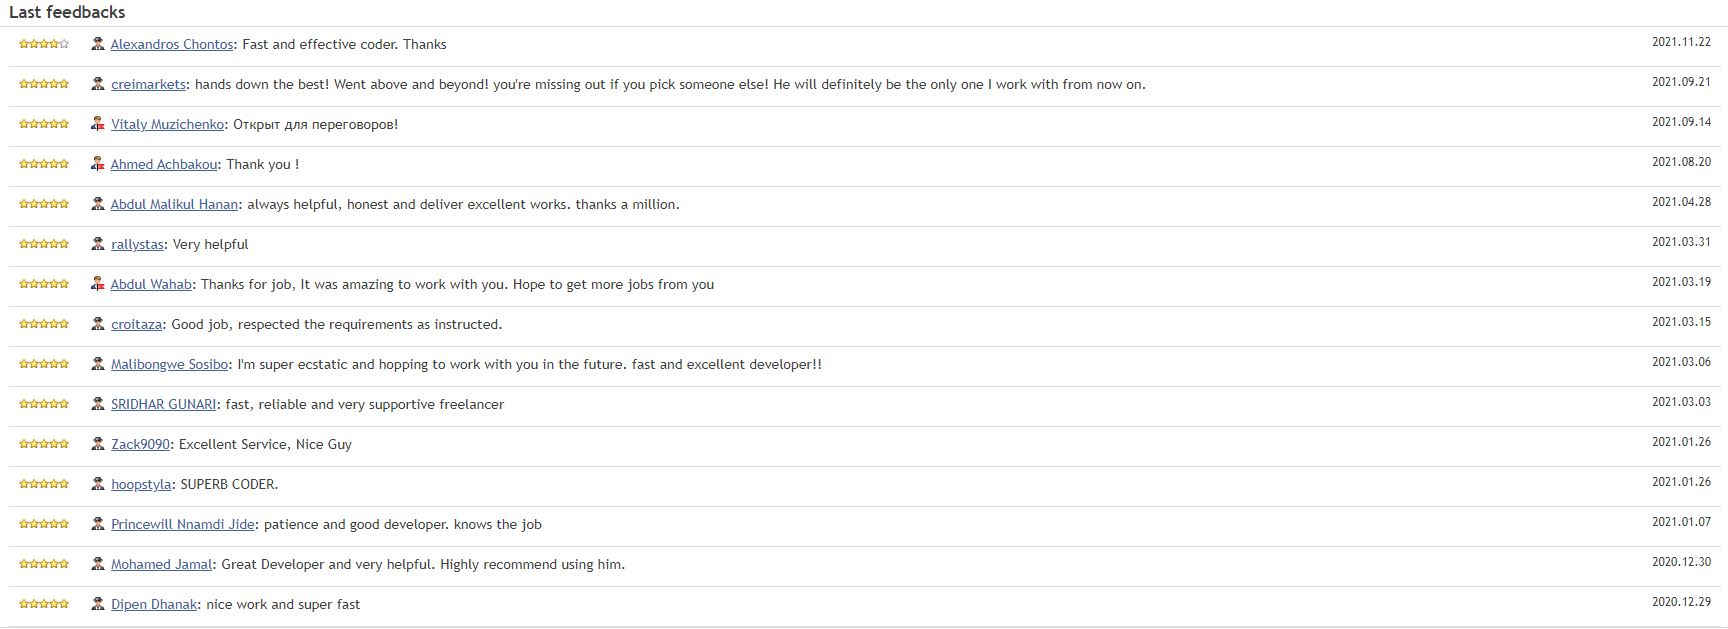 Last feedbacks
Alexandros Chontos: Fast and effective coder. Thanks 2021.11.22
creimarkets: hands down the best! Went above and beyond! you're missing out if you pick someone else! He will definitely be the only one I work with from now on. 2021.09.21
Vitaly Muzichenko: Открыт для переговоров! 2021.09.14
Ahmed Achbakou: Thank you ! 2021.08.20
Abdul Malikul Hanan: always helpful, honest and deliver excellent works. thanks a million. 2021.04.28
rallystas: Very helpful 2021.03.31
Abdul Wahab: Thanks for job, It was amazing to work with you. Hope to get more jobs from you 2021.03.19
croitaza: Good job, respected the requirements as instructed. 2021.03.15
Malibongwe Sosibo: I'm super ecstatic and hopping to work with you in the future. fast and excellent developer!! 2021.03.06
SRIDHAR GUNARI: fast, reliable and very supportive freelancer 2021.03.03
Zack9090: Excellent Service, Nice Guy 2021.01.26
hoopstyla: SUPERB CODER. 2021.01.26
Princewill Nnamdi Jide: patience and good developer. knows the job 2021.01.07
Mohamed Jamal: Great Developer and very helpful. Highly recommend using him. 2020.12.30
Dipen Dhanak: nice work and super fast 2020.12.29